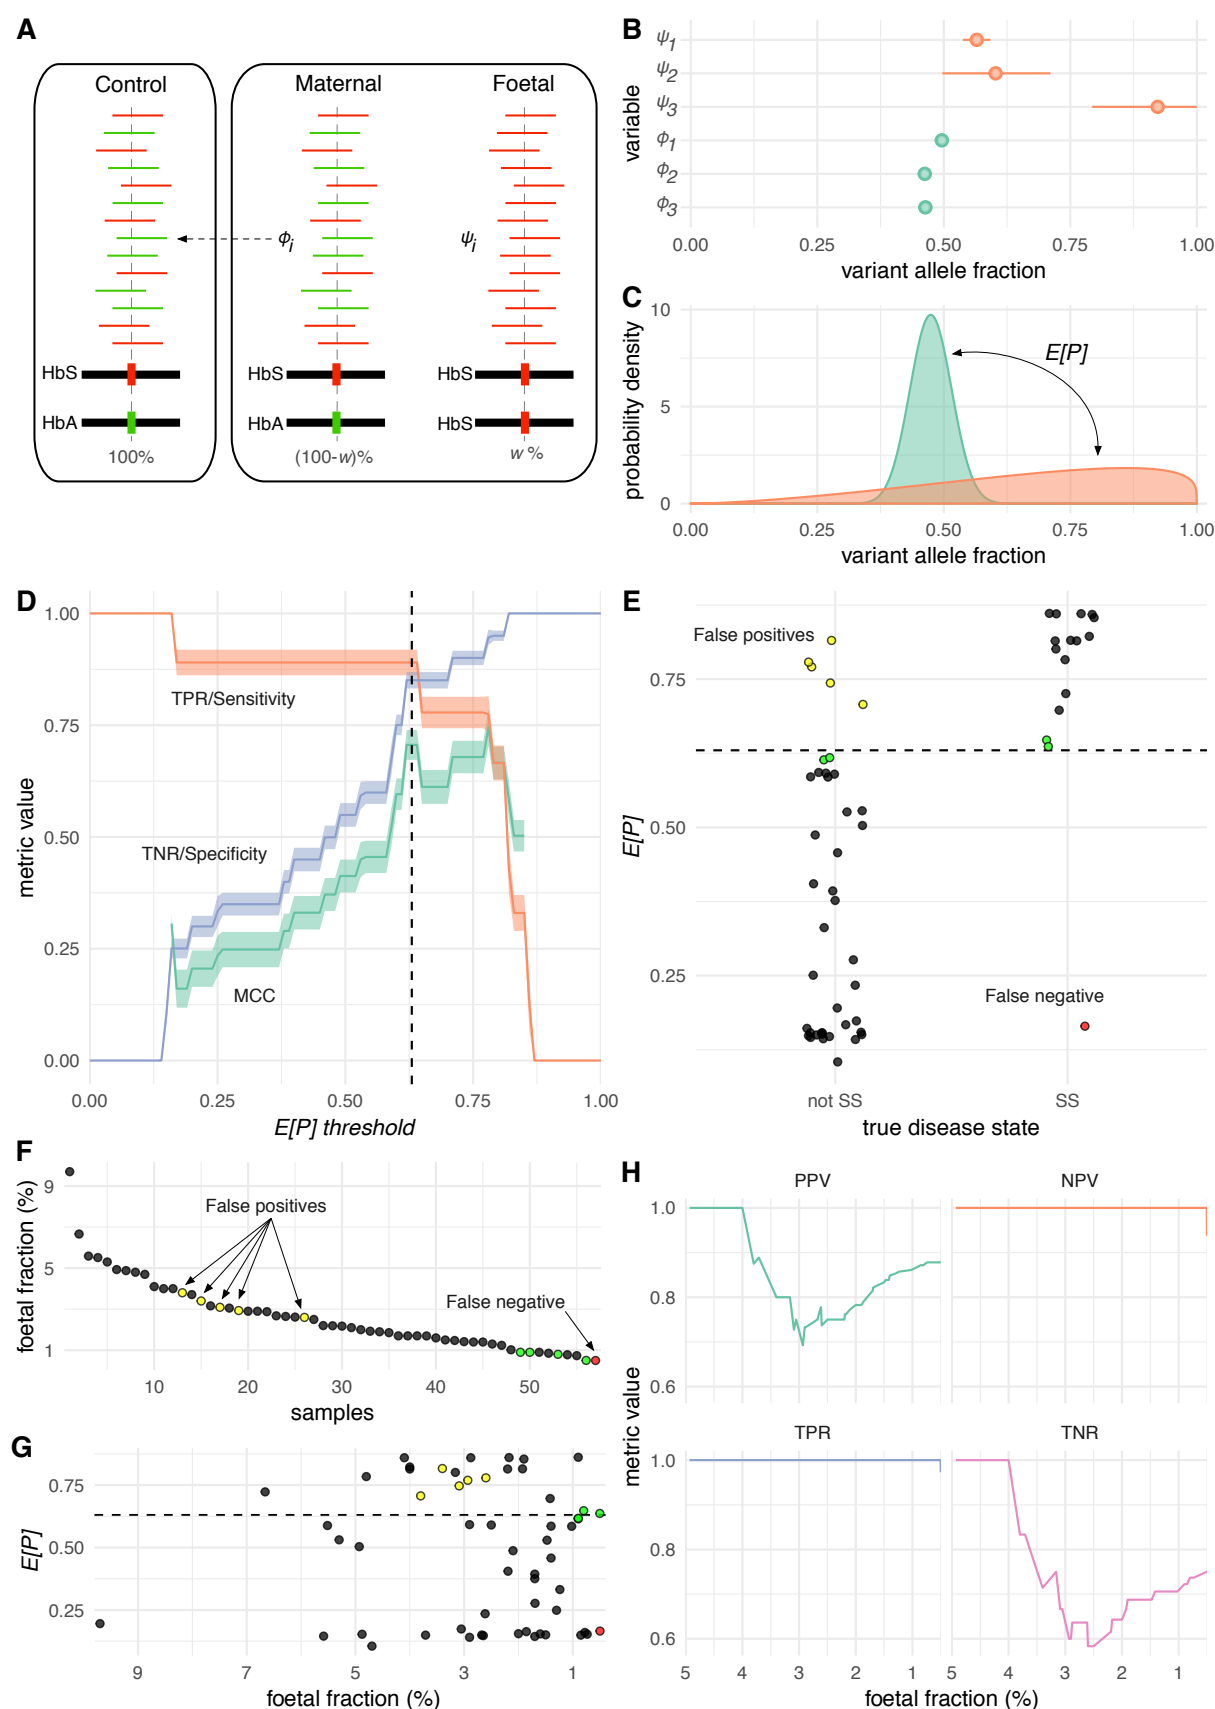 A
Control
Maternal
Foetal
ϕi
ψi
HbS
HbS
HbS
HbA
HbA
HbS
100%
(100-w)%
w %
B
variable
ψ1
ψ2
ψ3
ϕ1
ϕ2
ϕ3
0.00 0.25 0.50 0.75 1.00
variant allele fraction
C
probability density
10
5
0
E[P]
0.00 0.25 0.50 0.75 1.00
variant allele fraction
D
metric value
1.00
0.75
0.50
0.25
0.00
TPR/Sensitivity
TNR/Specificity
MCC
0.00 0.25 0.50 0.75 1.00
E[P] threshold
E
E[P]
0.75
0.50
0.25
False positives
False negative
not SS SS
true disease state
F
foetal fraction (%)
9
5
1
False positives
False negative
10 20 30 40 50
samples
G
E[P]
0.75
0.50
0.25
9 7 5 3 1
foetal fraction (%)
H
metric value
PPV NPV
1.0
0.8
0.6
TPR TNR
1.0
0.8
0.6
5 4 3 2 1 5 4 3 2 1
foetal fraction (%)